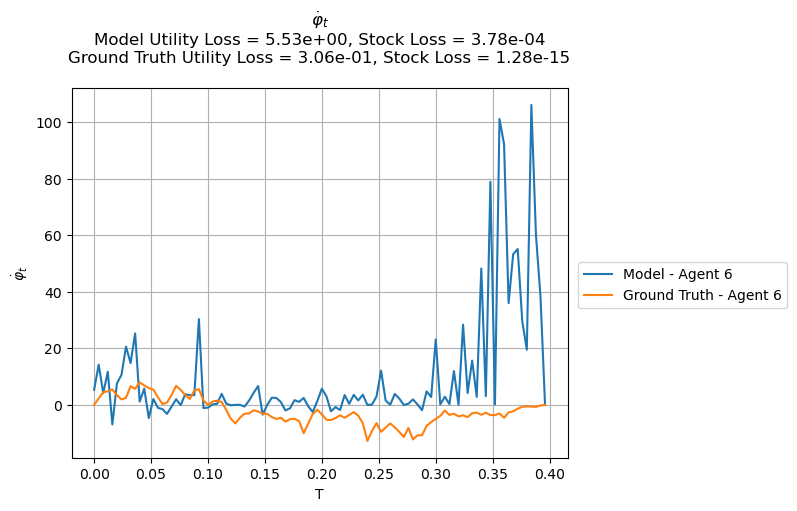 φ̇ₜ
Model Utility Loss = 5.53e+00, Stock Loss = 3.78e-04
Ground Truth Utility Loss = 3.06e-01, Stock Loss = 1.28e-15
φ̇ₜ
100
80
60
40
20
0
0.00 0.05 0.10 0.15 0.20 0.25 0.30 0.35 0.40
T
Model - Agent 6
Ground Truth - Agent 6